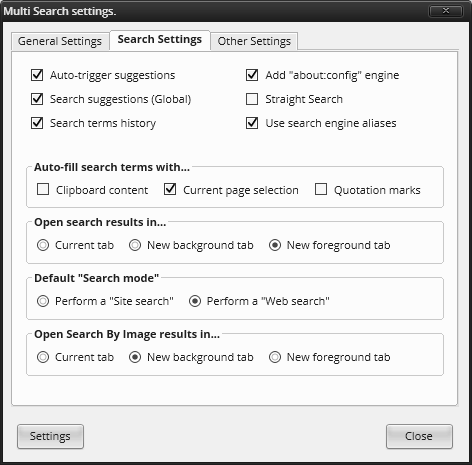 Multi Search settings.
General Settings Search Settings Other Settings
Auto-trigger suggestions Add "about:config" engine
Search suggestions (Global) Straight Search
Search terms history Use search engine aliases
Auto-fill search terms with...
Clipboard content Current page selection Quotation marks
Open search results in...
Current tab New background tab New foreground tab
Default "Search mode"
Perform a "Site search" Perform a "Web search"
Open Search By Image results in...
Current tab New background tab New foreground tab
Settings Close